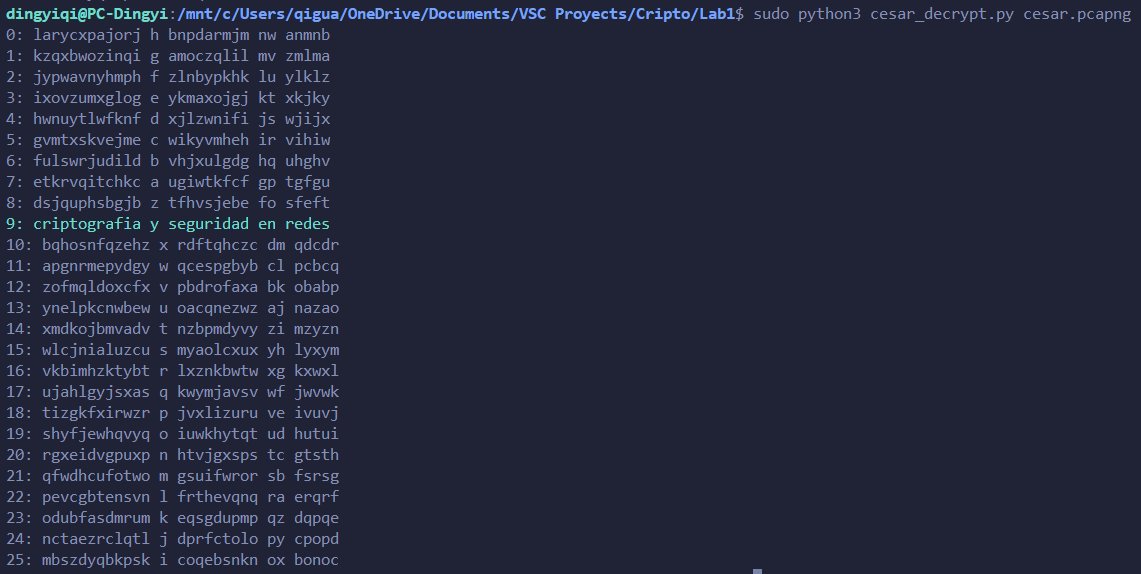 dingyiqi@PC-Dingyi:/mnt/c/Users/qigua/OneDrive/Documents/VSC Proyects/Cripto/Lab1$ sudo python3 cesar_decrypt.py cesar.pcapng
0: larycxpajorj h bnpdarmjm nw anmnb
1: kzqxbwozinqi g amoczqlil mv zmlma
2: jypwavnyhmph f zlnbypkhk lu ylklz
3: ixovzumxglog e ykmaxojgj kt xkjky
4: hwnuytlwfknf d xjlzwnifi js wjijx
5: gvmtxskvejme c wikyvmheh ir vihiw
6: fulswrjudild b vhjxulgdg hq uhghv
7: etkrvqitchkc a ugiwtkfcf gp tgfgu
8: dsjquphsbgjb z tfhvsjebe fo sfeft
9: criptografia y seguridad en redes
10: bqhosnfqzehz x rdftqhczc dm qdcdr
11: apgnrmepydgy w qcespgbyb cl pcbcq
12: zofmqldoxcfx v pbdrofaxa bk obabp
13: ynelpkcnwbew u oacqnezwz aj nazao
14: xmdkojbmvadv t nzbpmdyvy zi mzyzn
15: wlcjnialuzcu s myaolcxux yh lyxym
16: vkbimhzktybt r lxznkbwtw xg kxwxl
17: ujahlgyjsxas q kwymjavsv wf jwvwk
18: tizgkfxirwzr p jvxlizuru ve ivuvj
19: shyfjewhqvyq o iuwkhytqt ud hutui
20: rgxeidvgpuxp n htvjgxsps tc gtsth
21: qfwdhcufotwo m gsuifwror sb fsrsg
22: pevcgbtensvn l frthevqnq ra erqrf
23: odubfasdmrum k eqsgdupmp qz dqpqe
24: nctaezrclqtl j dprfctolo py cpopd
25: mbszdyqbkpsk i coqebsnkn ox bonoc